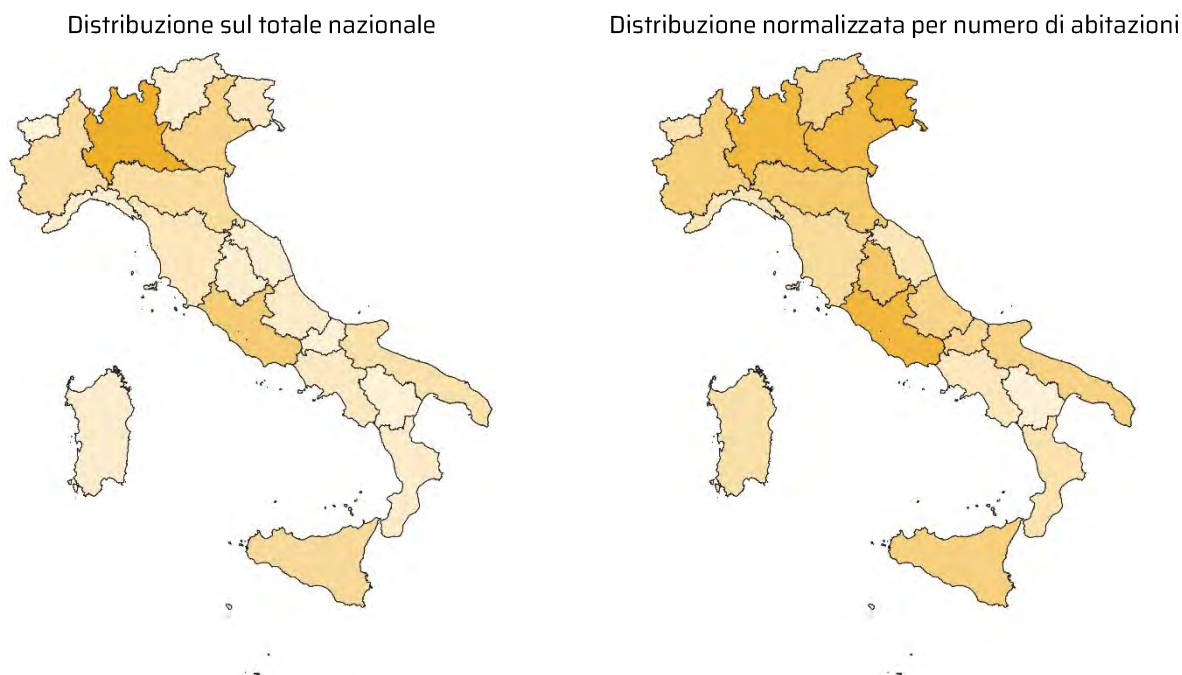 Distribuzione sul totale nazionale
Distribuzione normalizzata per numero di abitazioni